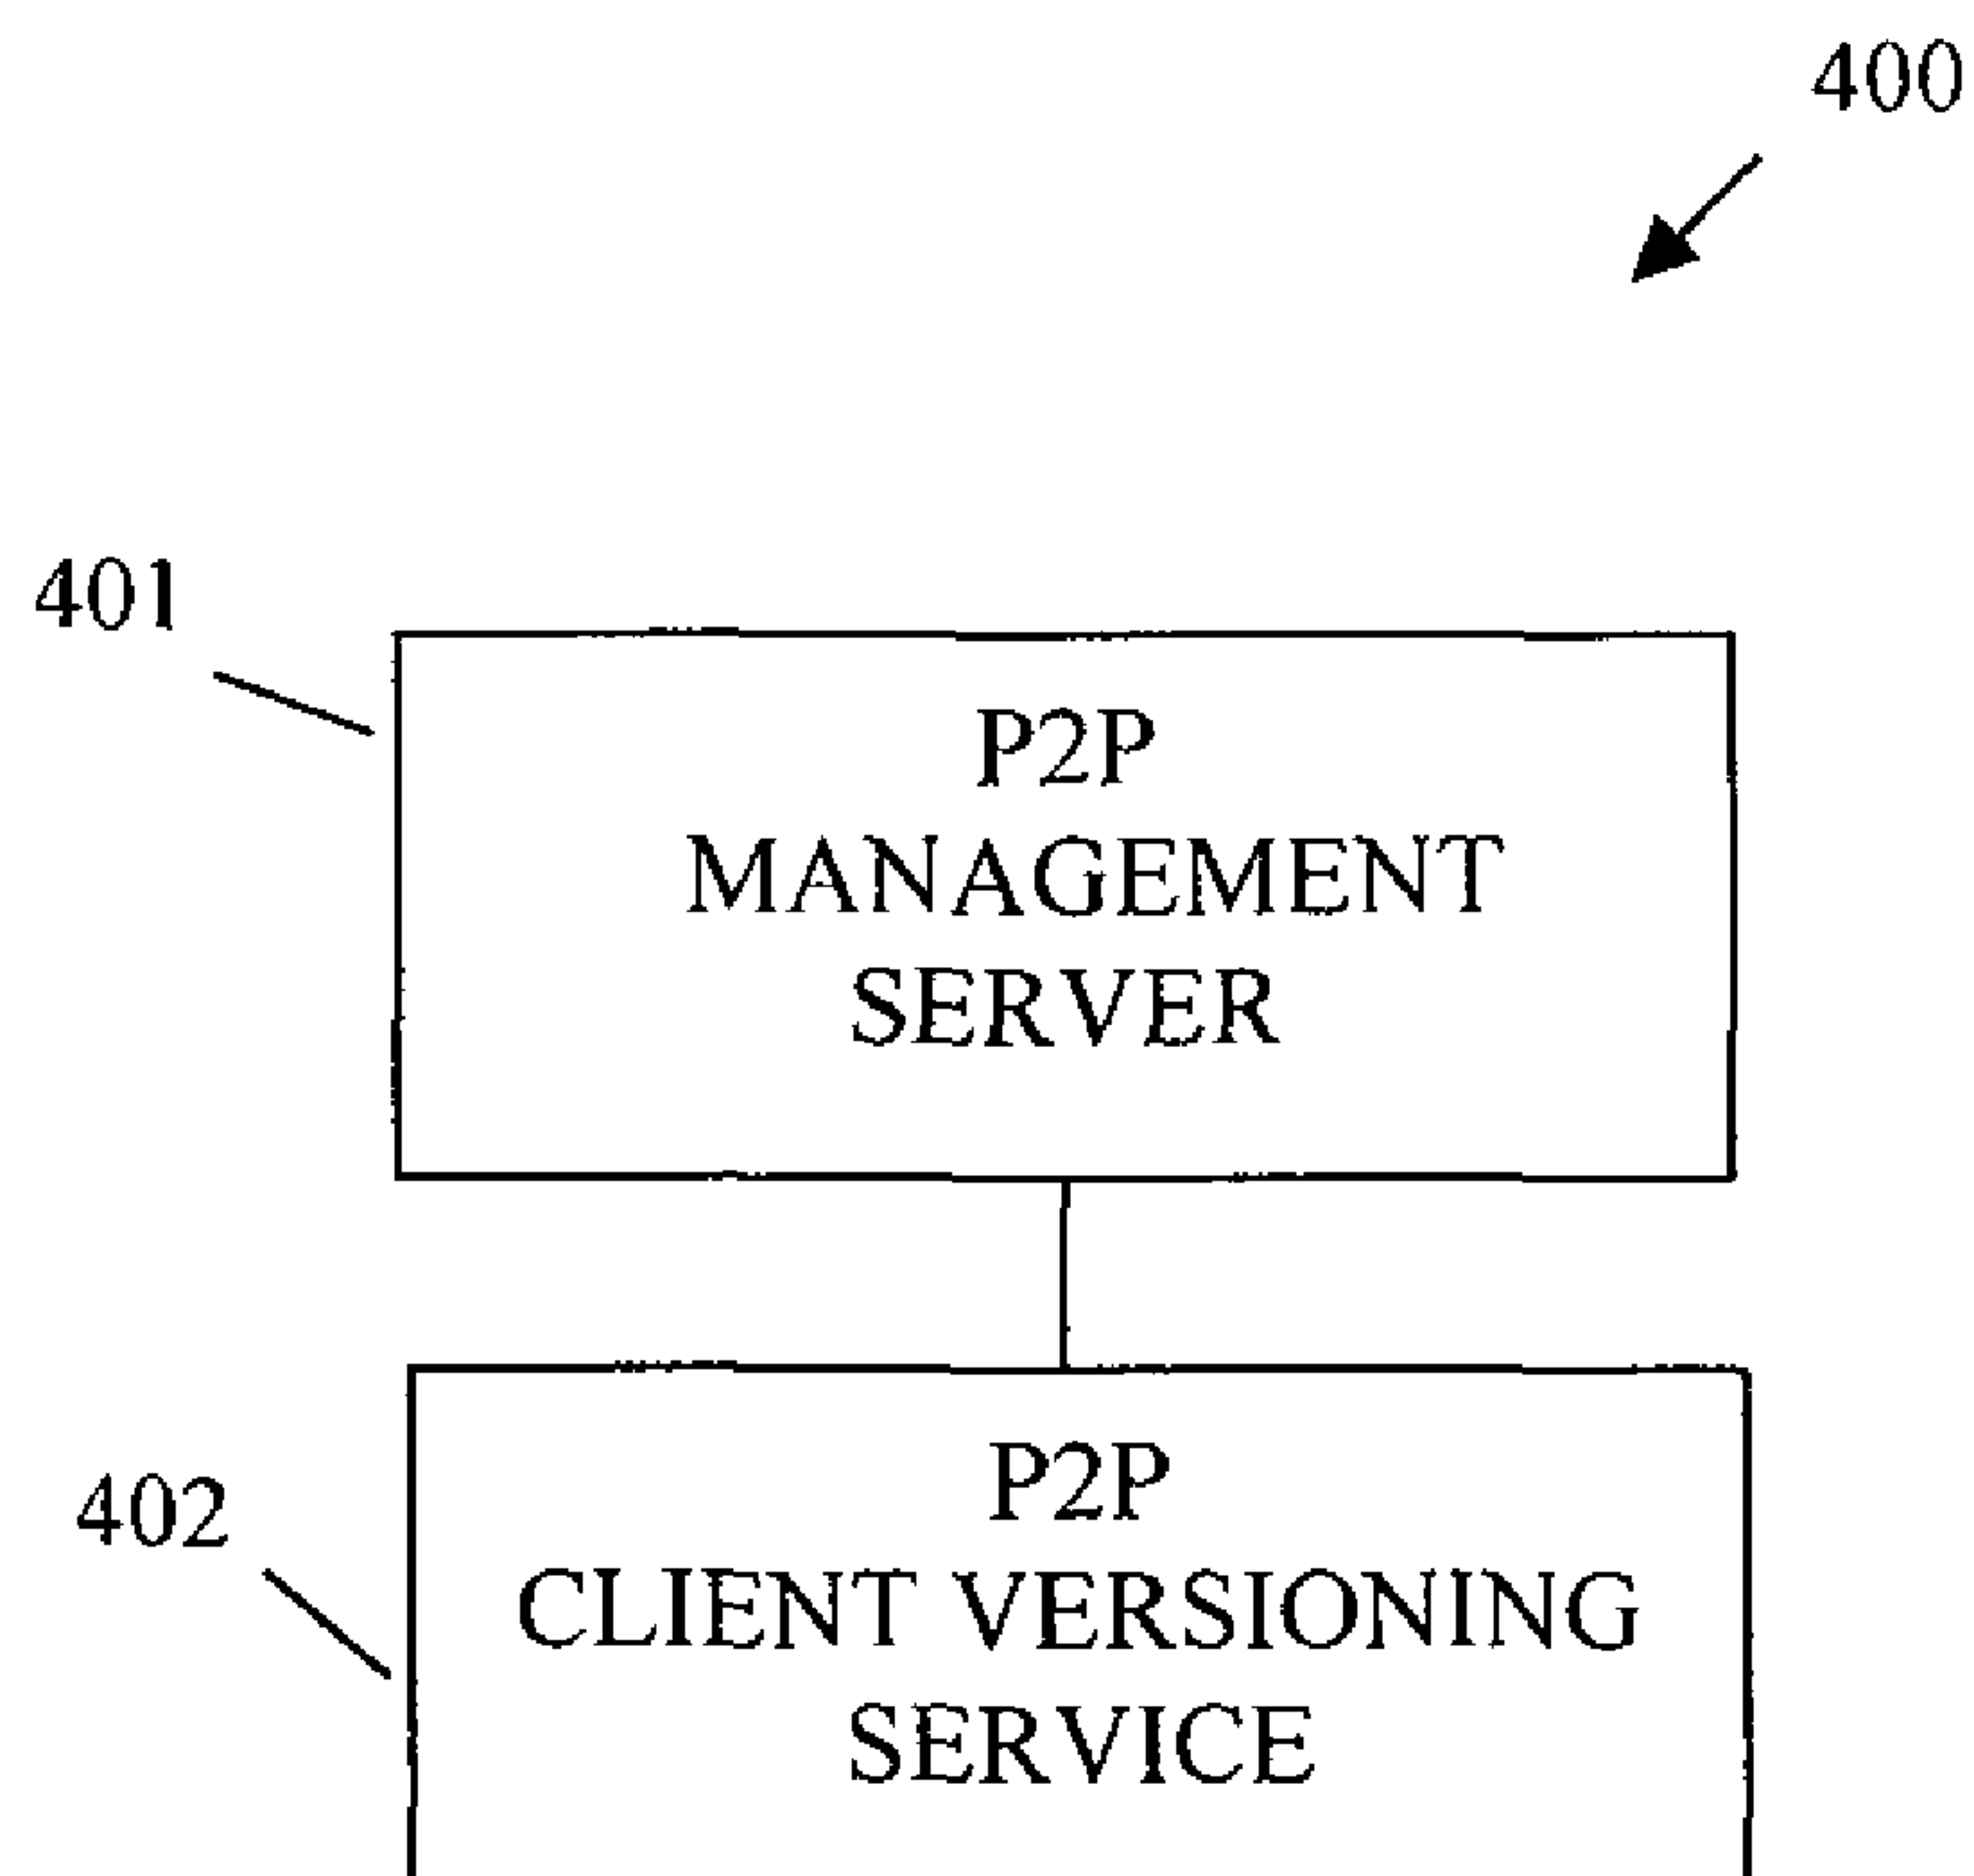 400
401
P2P
MANAGEMENT
SERVER
402
P2P
CLIENT VERSIONING
SERVICE